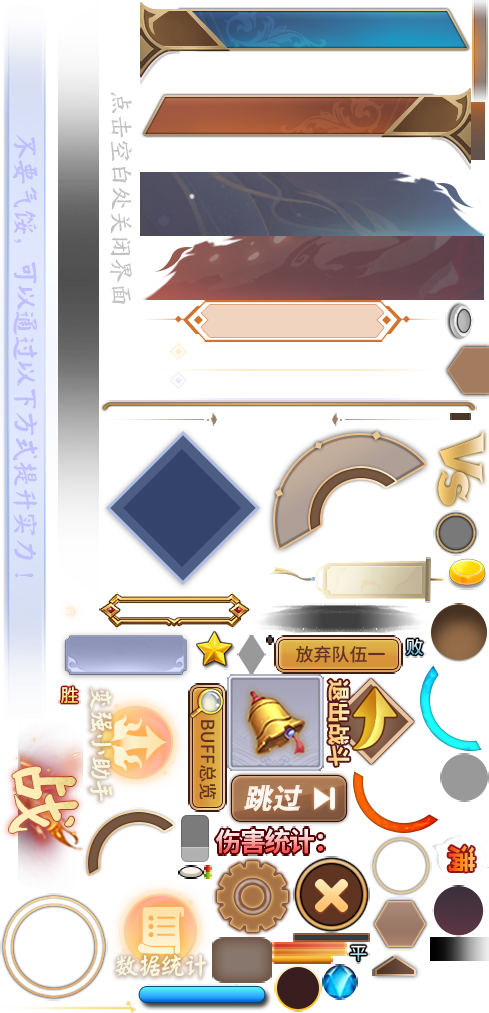 不要气馁，可以通过以下方式提升实力！
点击空白处关闭界面
VS
放弃队伍一
败
胜
变强小助手
BUFF总览
退出战斗
战
跳过
伤害统计：
满
数据统计
平